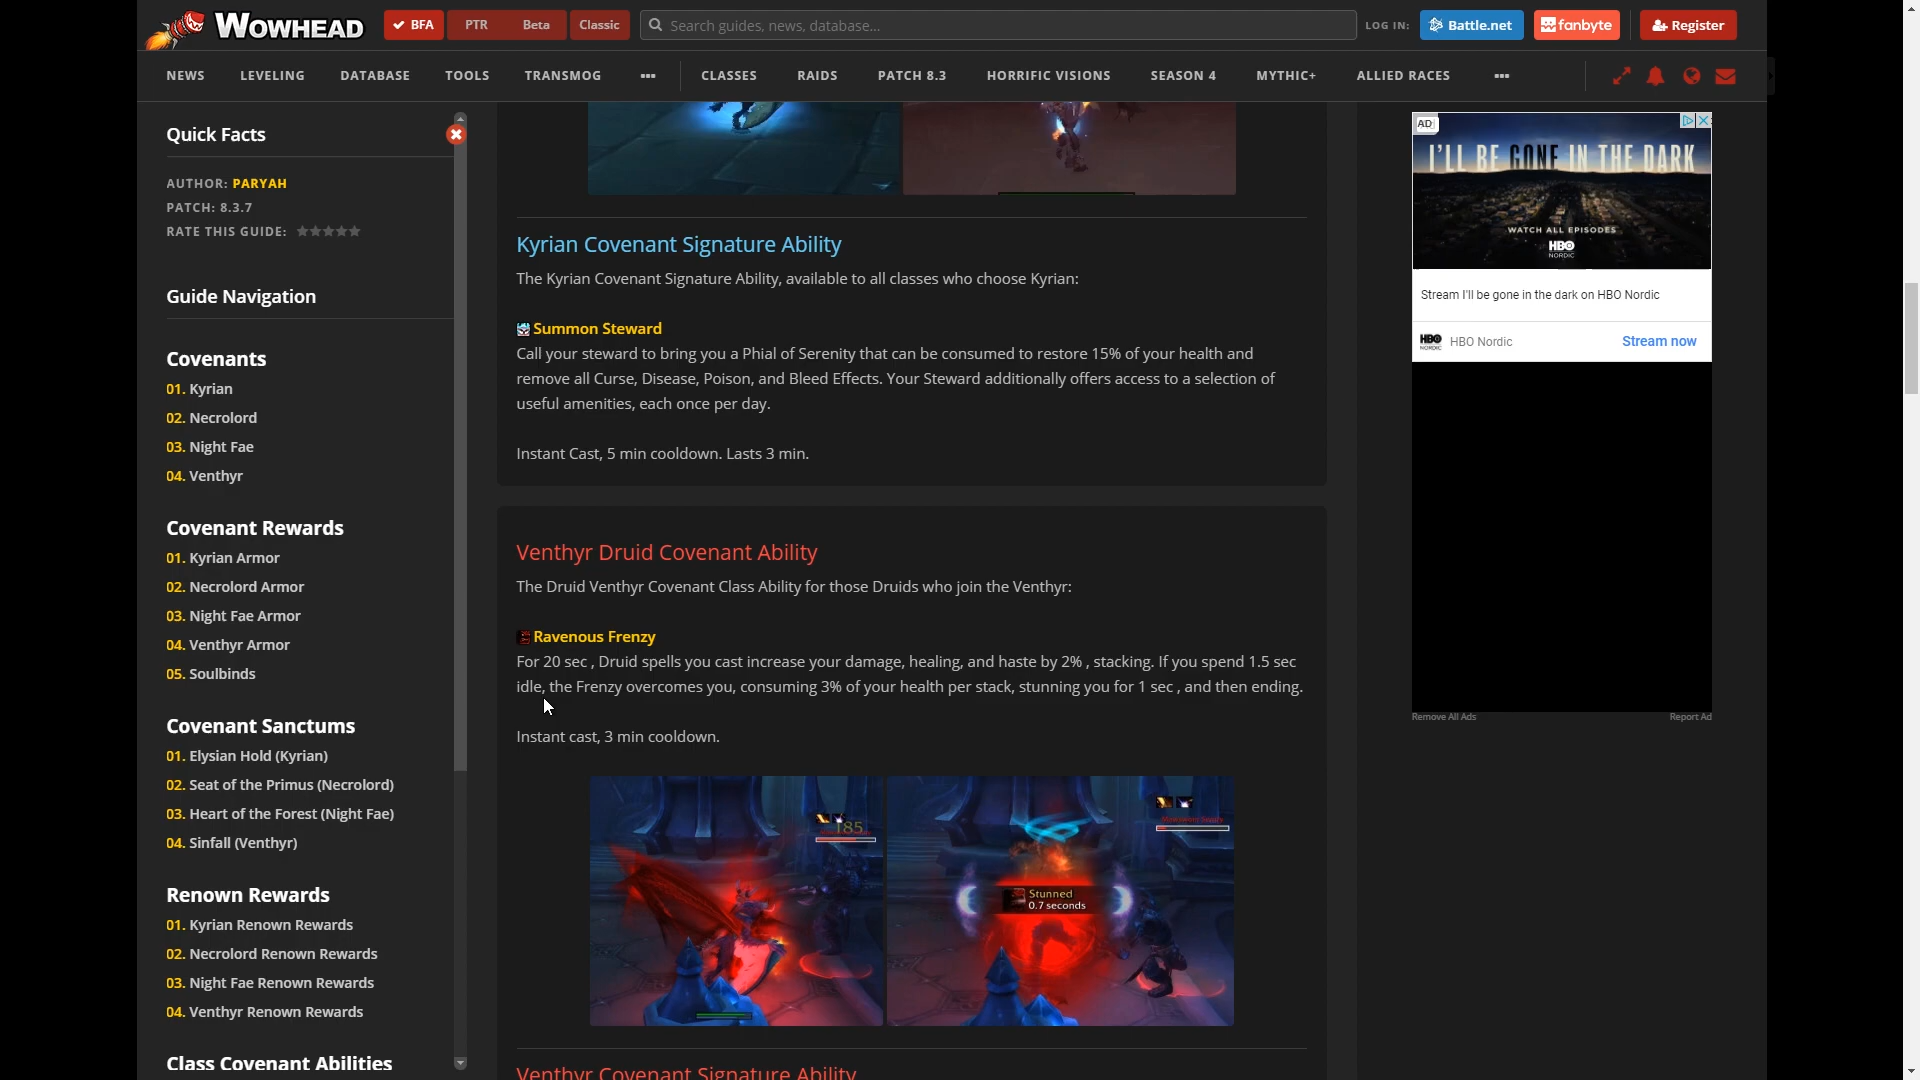 WOWHEAD
BFA
PTR
Beta
Classic
Search guides, news, database...
LOG IN:
Battle.net
fanbyte
Register
NEWS
LEVELING
DATABASE
TOOLS
TRANSMOG
CLASSES
RAIDS
PATCH 8.3
HORRIFIC VISIONS
SEASON 4
MYTHIC+
ALLIED RACES
Quick Facts
AUTHOR: PARYAH
PATCH: 8.3.7
RATE THIS GUIDE:
Guide Navigation
Covenants
01. Kyrian
02. Necrolord
03. Night Fae
04. Venthyr
Covenant Rewards
01. Kyrian Armor
02. Necrolord Armor
03. Night Fae Armor
04. Venthyr Armor
05. Soulbinds
Covenant Sanctums
01. Elysian Hold (Kyrian)
02. Seat of the Primus (Necrolord)
03. Heart of the Forest (Night Fae)
04. Sinfall (Venthyr)
Renown Rewards
01. Kyrian Renown Rewards
02. Necrolord Renown Rewards
03. Night Fae Renown Rewards
04. Venthyr Renown Rewards
Class Covenant Abilities
Kyrian Covenant Signature Ability
The Kyrian Covenant Signature Ability, available to all classes who choose Kyrian:
Summon Steward
Call your steward to bring you a Phial of Serenity that can be consumed to restore 15% of your health and
remove all Curse, Disease, Poison, and Bleed Effects. Your Steward additionally offers access to a selection of
useful amenities, each once per day.
Instant Cast, 5 min cooldown. Lasts 3 min.
Venthyr Druid Covenant Ability
The Druid Venthyr Covenant Class Ability for those Druids who join the Venthyr:
Ravenous Frenzy
For 20 sec , Druid spells you cast increase your damage, healing, and haste by 2% , stacking. If you spend 1.5 sec
idle, the Frenzy overcomes you, consuming 3% of your health per stack, stunning you for 1 sec , and then ending.
Instant cast, 3 min cooldown.
185
Stunned
0.7 seconds
Venthyr Covenant Signature Ability
AD
I'LL BE GONE IN THE DARK
WATCH ALL EPISODES
HBO
NORDIC
Stream I'll be gone in the dark on HBO Nordic
HBO
NORDIC
HBO Nordic
Stream now
Remove All Ads
Report Ad